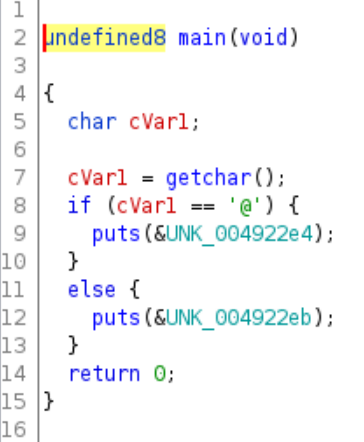 1
2 undefined8 main(void)
3
4 {
5 char cVar1;
6
7 cVar1 = getchar();
8 if (cVar1 == '@') {
9 puts(&UNK_004922e4);
10 }
11 else {
12 puts(&UNK_004922eb);
13 }
14 return 0;
15 }
16